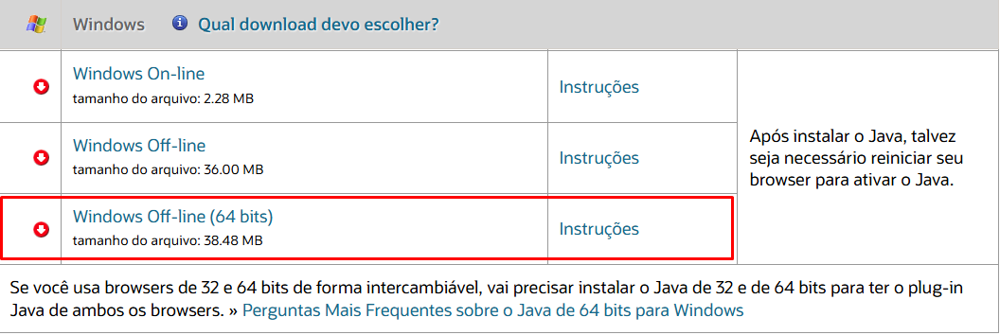 Windows Qual download devo escolher?
Windows On-line
tamanho do arquivo: 2.28 MB
Instruções
Windows Off-line
tamanho do arquivo: 36.00 MB
Instruções
Windows Off-line (64 bits)
tamanho do arquivo: 38.48 MB
Instruções
Após instalar o Java, talvez
seja necessário reiniciar seu
browser para ativar o Java.
Se você usa browsers de 32 e 64 bits de forma intercambiável, vai precisar instalar o Java de 32 e de 64 bits para ter o plug-in
Java de ambos os browsers. » Perguntas Mais Frequentes sobre o Java de 64 bits para Windows